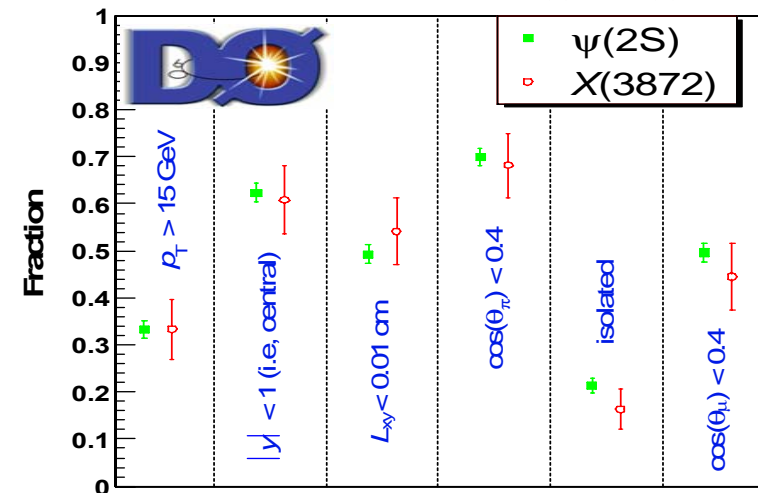 DØ
ψ(2S)
X(3872)
Fraction
1
0.9
0.8
0.7
0.6
0.5
0.4
0.3
0.2
0.1
0
p_T > 15 GeV
|y| < 1 (i.e, central)
L_xy < 0.01 cm
cos(θ_π) < 0.4
isolated
cos(θ_μ) < 0.4